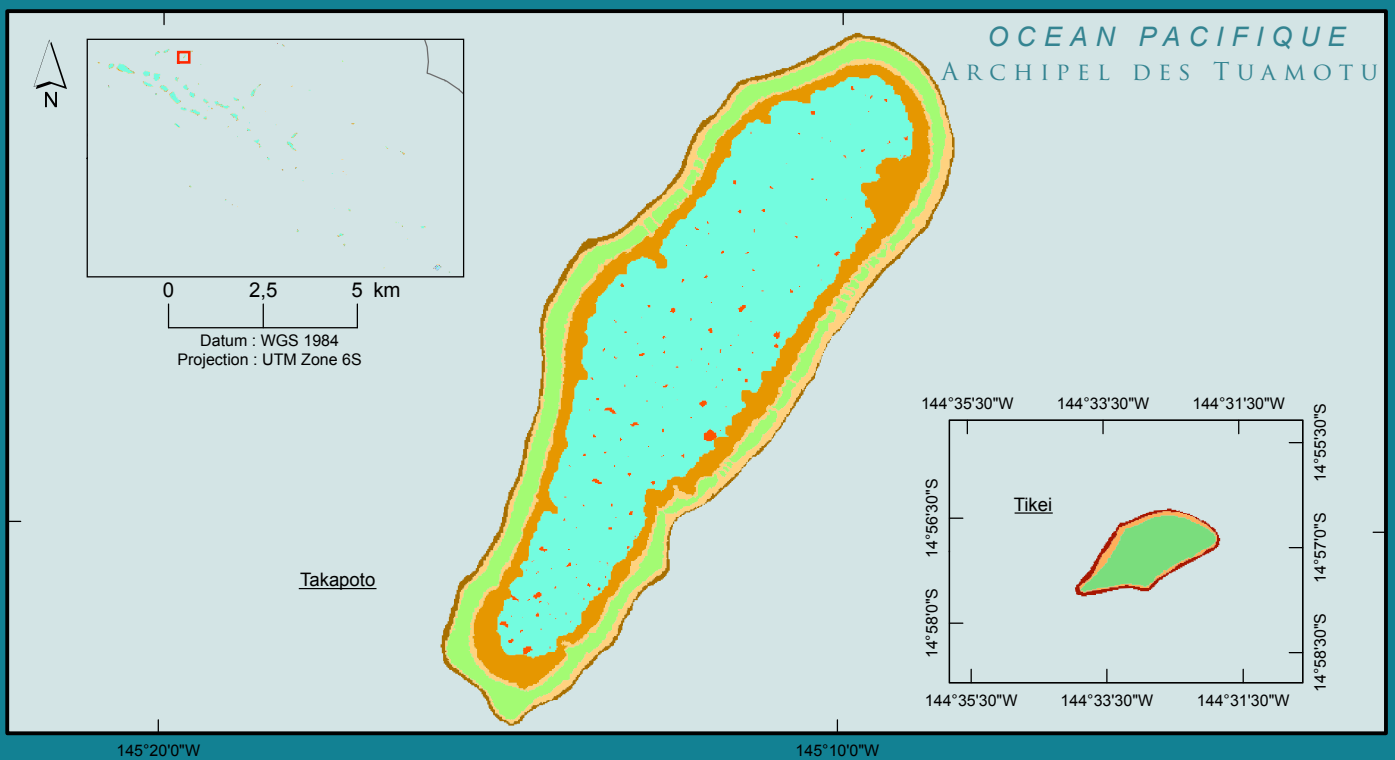 OCEAN PACIFIQUE
ARCHIPEL DES TUAMOTU
N
0 2,5 5 km
Datum : WGS 1984
Projection : UTM Zone 6S
Takapoto
144°35'30"W 144°33'30"W 144°31'30"W
14°55'30"S
14°56'30"S
Tikei
14°57'0"S
14°58'0"S
14°58'30"S
144°35'30"W 144°33'30"W 144°31'30"W
145°20'0"W 145°10'0"W